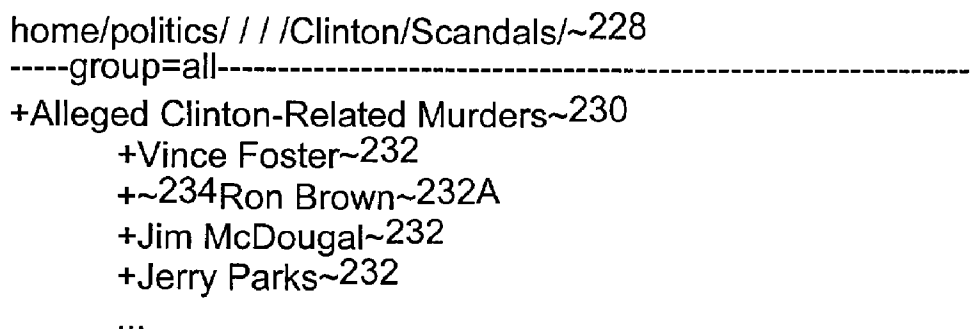 home/politics/ / / /Clinton/Scandals/~228
-----group=all----------------------------------------------------------------
+Alleged Clinton-Related Murders~230
+Vince Foster~232
+~234Ron Brown~232A
+Jim McDougal~232
+Jerry Parks~232
...